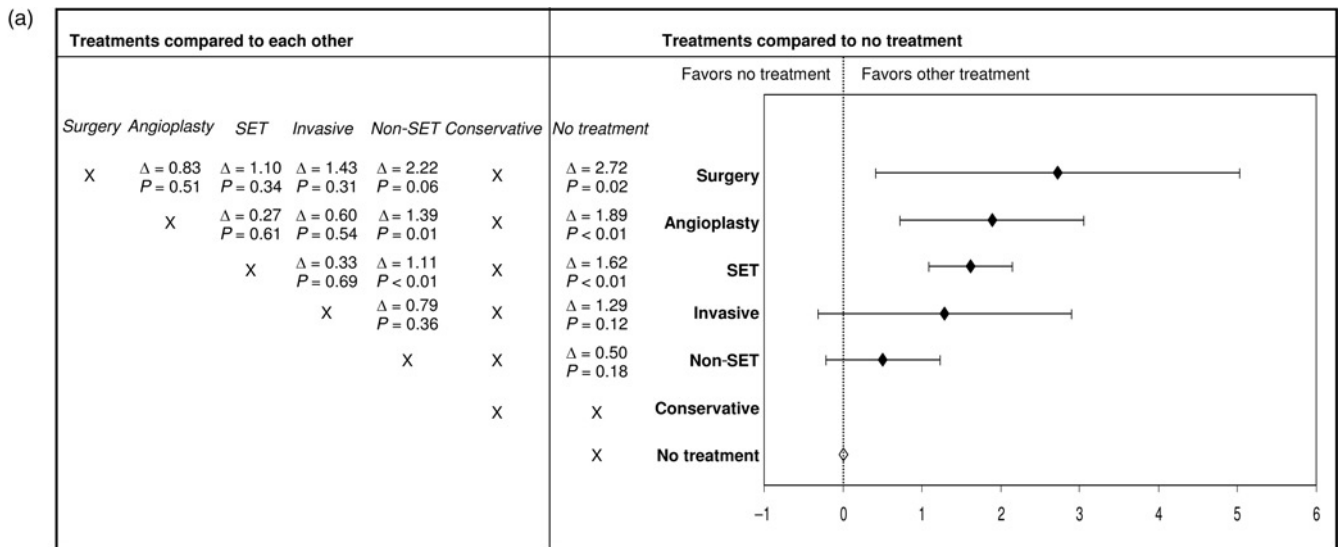 (a)
Treatments compared to each other Treatments compared to no treatment
Favors no treatment Favors other treatment
Surgery Angioplasty SET Invasive Non-SET Conservative No treatment
X Δ = 0.83 Δ = 1.10 Δ = 1.43 Δ = 2.22 X Δ = 2.72 Surgery
P = 0.51 P = 0.34 P = 0.31 P = 0.06 P = 0.02
X Δ = 0.27 Δ = 0.60 Δ = 1.39 X Δ = 1.89 Angioplasty
P = 0.61 P = 0.54 P = 0.01 P < 0.01
X Δ = 0.33 Δ = 1.11 X Δ = 1.62 SET
P = 0.69 P < 0.01 P < 0.01
X Δ = 0.79 X Δ = 1.29 Invasive
P = 0.36 P = 0.12
X X Δ = 0.50 Non-SET
P = 0.18
X X Conservative
X No treatment
–1 0 1 2 3 4 5 6